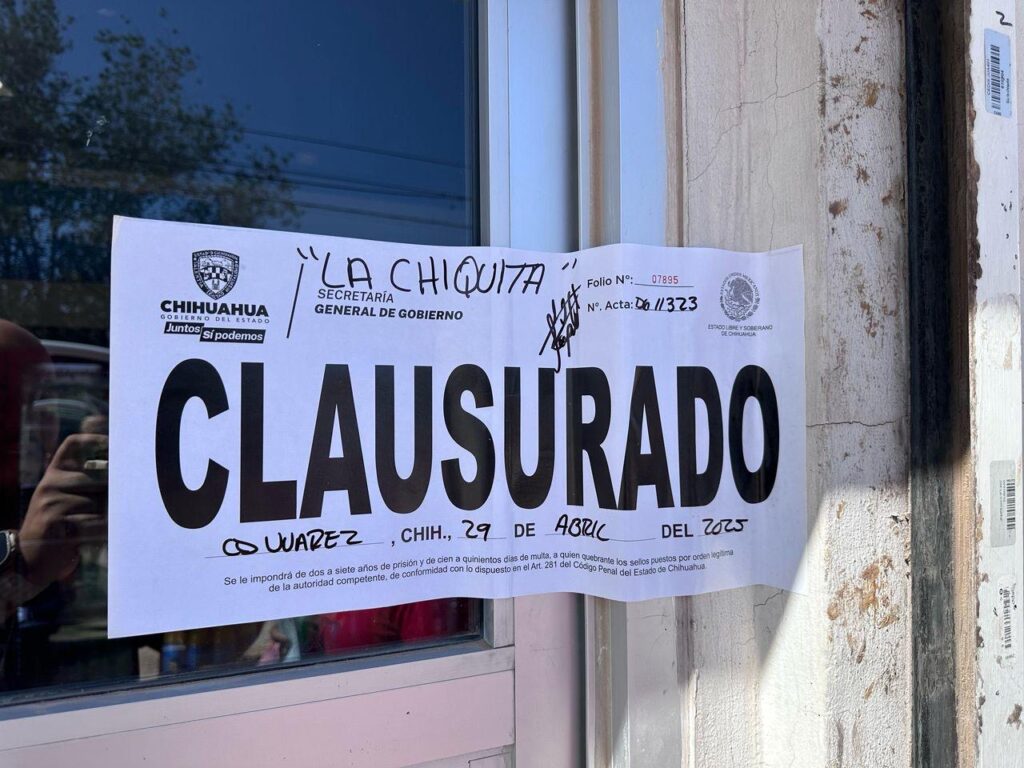 "LA CHIQUITA"
CHIHUAHUA
GOBIERNO DEL ESTADO
Juntos Sí podemos
SECRETARÍA
GENERAL DE GOBIERNO
Folio N°: 07895
N°. Acta: DG 11323
ESTADO LIBRE Y SOBERANO
DE CHIHUAHUA
CLAUSURADO
CD JUAREZ, CHIH., 29 DE ABRIL DEL 2025
Se le impondrá de dos a siete años de prisión y de cien a quinientos días de multa, a quien quebrante los sellos puestos por orden legítima
de la autoridad competente, de conformidad con lo dispuesto en el Art. 281 del Código Penal del Estado de Chihuahua.